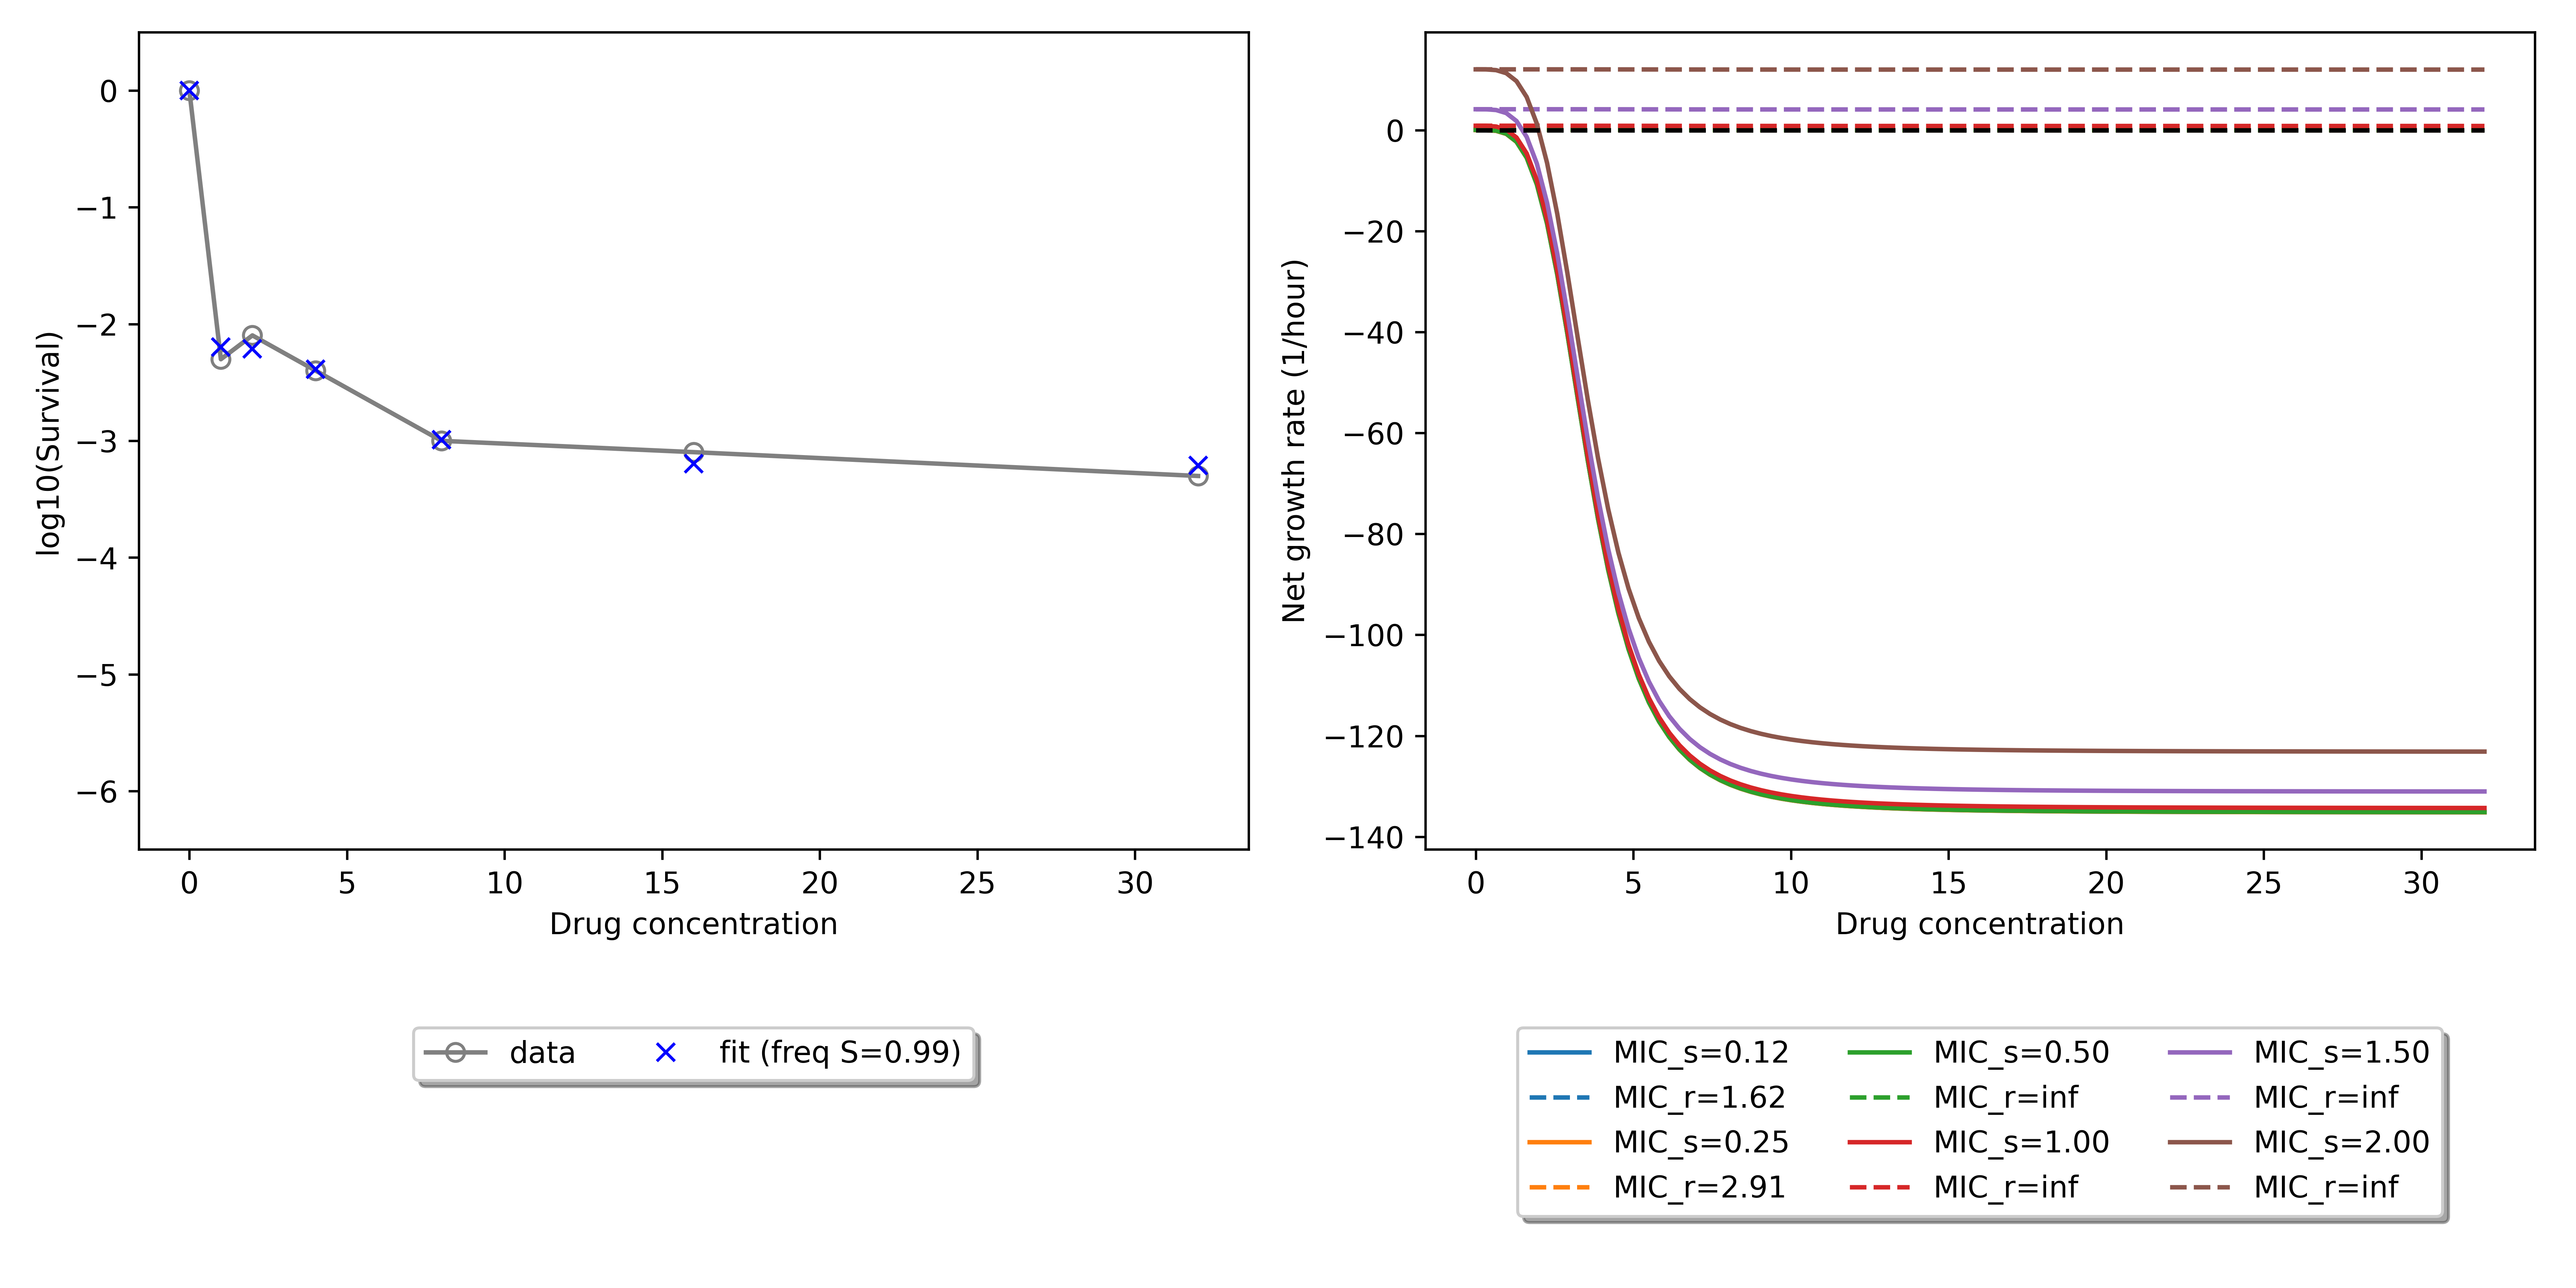 0
−1
−2
−3
−4
−5
−6
log10(Survival)
0 5 10 15 20 25 30
Drug concentration
data fit (freq S=0.99)
0
−20
−40
−60
−80
−100
−120
−140
Net growth rate (1/hour)
0 5 10 15 20 25 30
Drug concentration
MIC_s=0.12 MIC_s=0.50 MIC_s=1.50
MIC_r=1.62 MIC_r=inf MIC_r=inf
MIC_s=0.25 MIC_s=1.00 MIC_s=2.00
MIC_r=2.91 MIC_r=inf MIC_r=inf